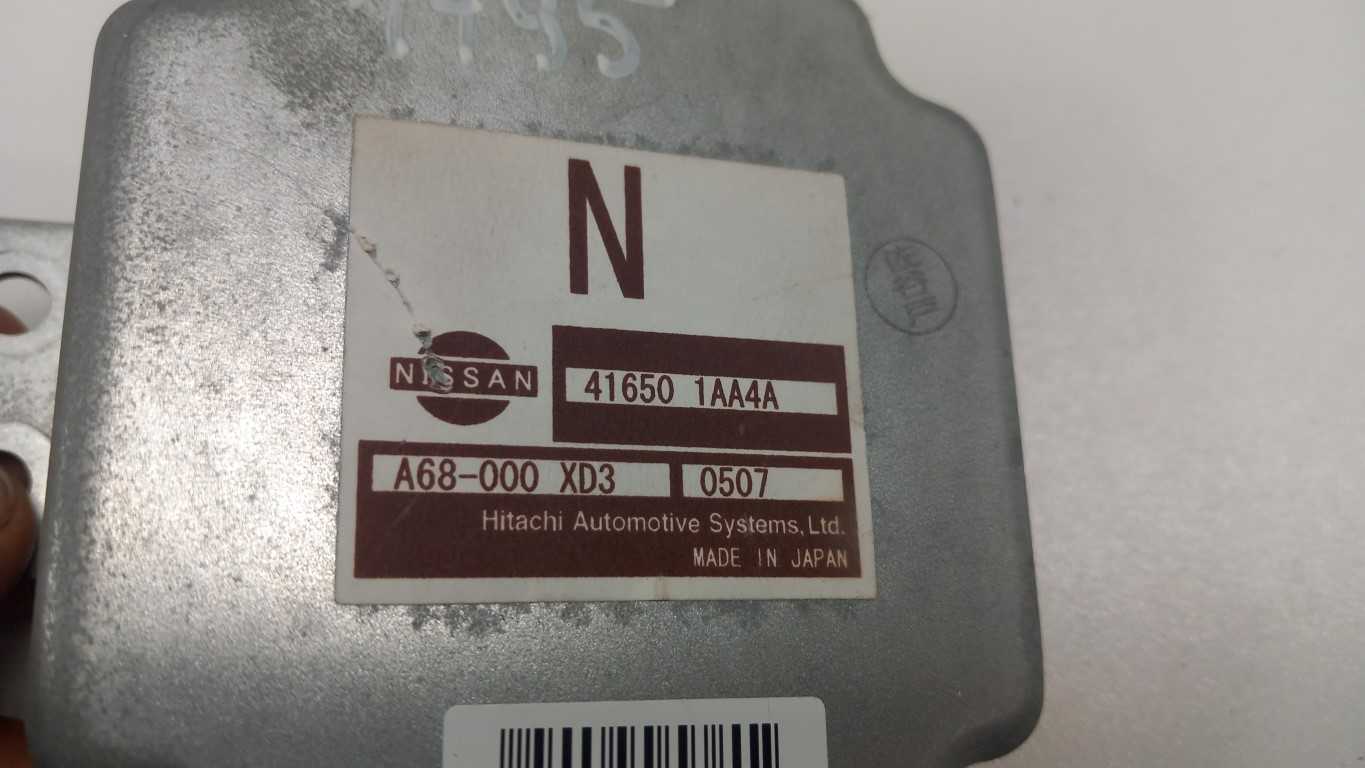 N
NISSAN
41650 1AA4A
A68-000 XD3 0507
Hitachi Automotive Systems, Ltd.
MADE IN JAPAN